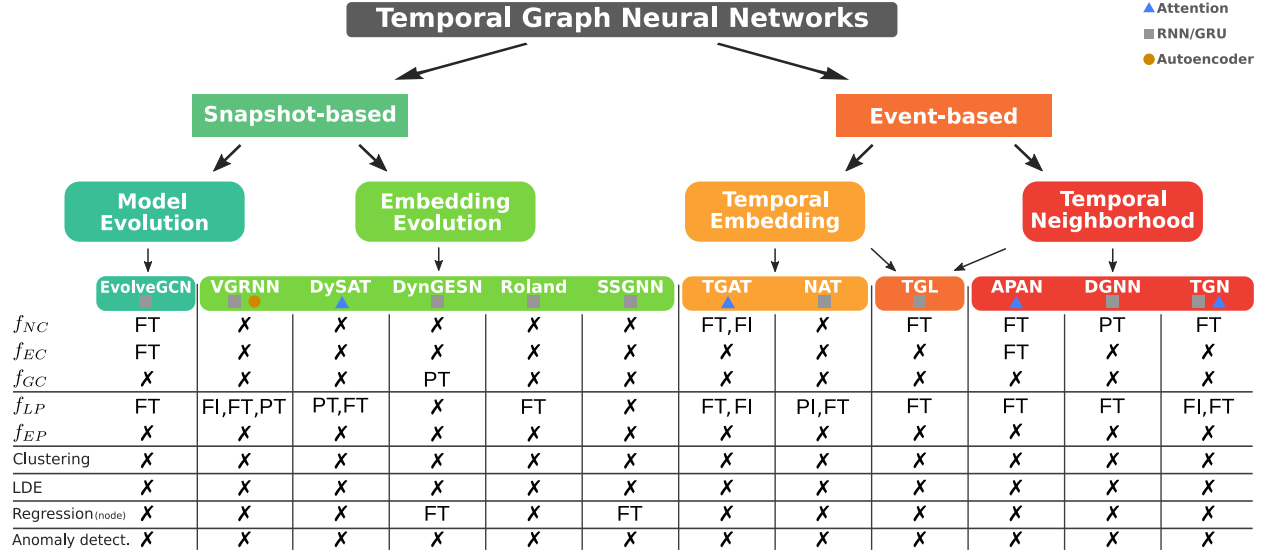 Temporal Graph Neural Networks
Attention
RNN/GRU
Autoencoder
Snapshot-based
Event-based
Model
Evolution
Embedding
Evolution
Temporal
Embedding
Temporal
Neighborhood
EvolveGCN VGRNN DySAT DynGESN Roland SSGNN TGAT NAT TGL APAN DGNN TGN
f_NC FT ✗ ✗ ✗ ✗ ✗ FT,FI ✗ FT FT PT FT
f_EC FT ✗ ✗ ✗ ✗ ✗ ✗ ✗ ✗ FT ✗ ✗
f_GC ✗ ✗ ✗ PT ✗ ✗ ✗ ✗ ✗ ✗ ✗ ✗
f_LP FT FI,FT,PT PT,FT ✗ FT ✗ FT,FI PI,FT FT FT FT FI,FT
f_EP ✗ ✗ ✗ ✗ ✗ ✗ ✗ ✗ ✗ ✗ ✗ ✗
Clustering ✗ ✗ ✗ ✗ ✗ ✗ ✗ ✗ ✗ ✗ ✗ ✗
LDE ✗ ✗ ✗ ✗ ✗ ✗ ✗ ✗ ✗ ✗ ✗ ✗
Regression(node) ✗ ✗ ✗ FT ✗ FT ✗ ✗ ✗ ✗ ✗ ✗
Anomaly detect. ✗ ✗ ✗ ✗ ✗ ✗ ✗ ✗ ✗ ✗ ✗ ✗